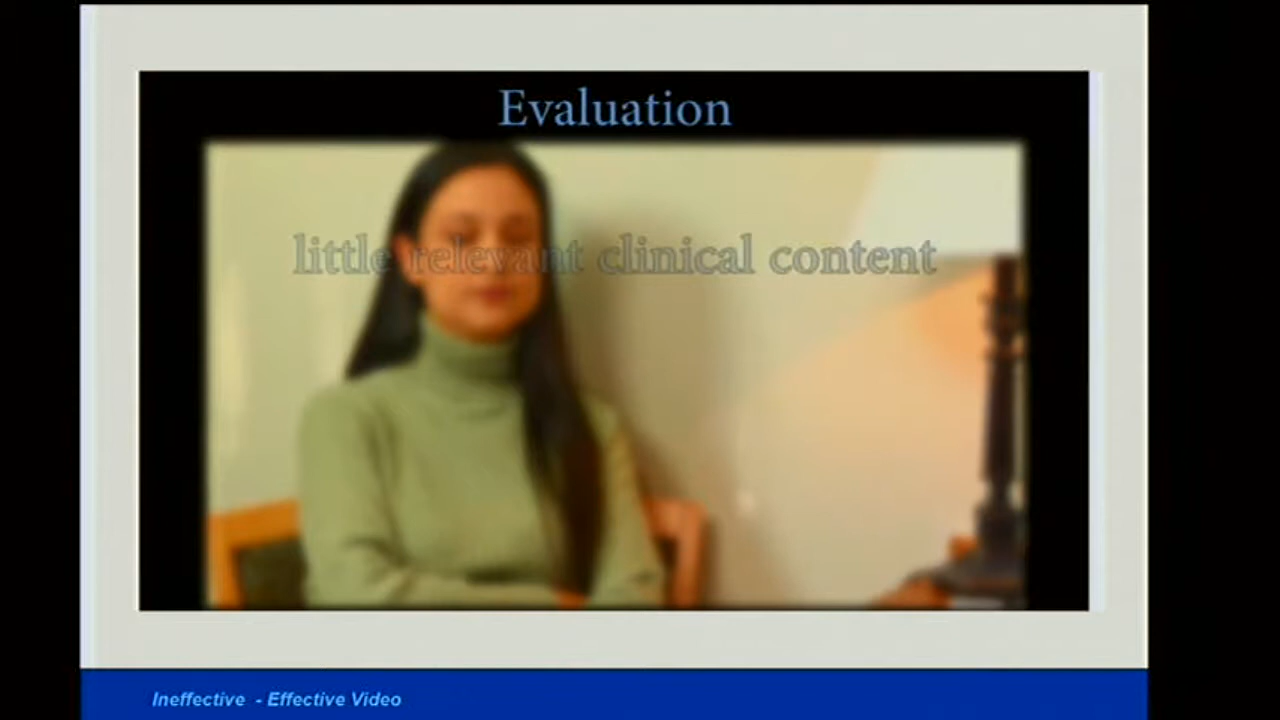 Evaluation
little relevant clinical content
Ineffective - Effective Video